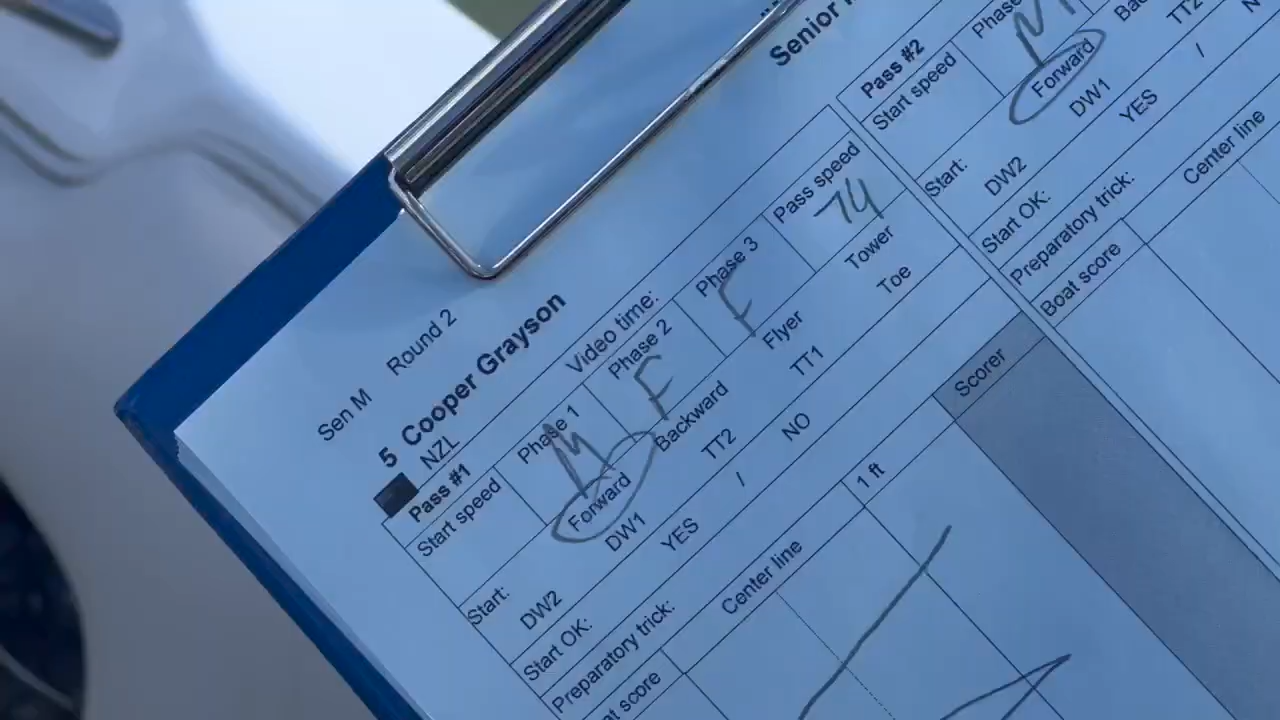 Sen M Round 2
5 Cooper Grayson
NZL Video time:
Pass #1
Start speed Phase 1 Phase 2 Phase 3 Pass speed
M F F 74
Start: Forward Backward Flyer Tower
DW2 DW1 TT2 TT1 Toe
Start OK: YES / NO
Preparatory trick:
Center line 1 ft Scorer
Senior
Pass #2
Start speed
M
Start: Forward
DW2 DW1 TT2
Start OK: YES /
Preparatory trick:
Boat score Center line